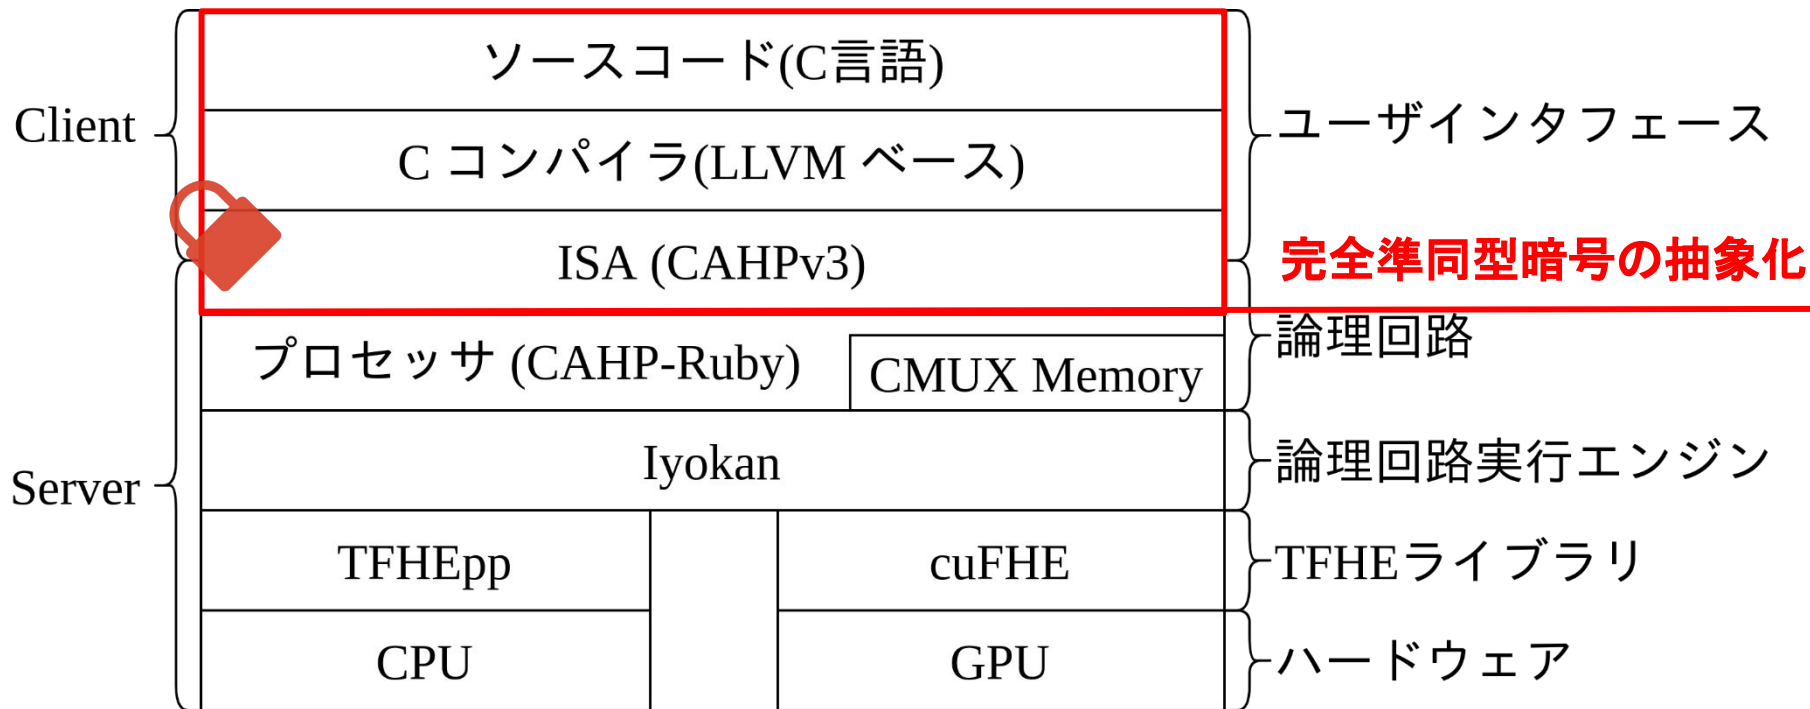 ソースコード(C言語)
Client
ユーザインタフェース
C コンパイラ(LLVM ベース)
ISA (CAHPv3)
完全準同型暗号の抽象化
プロセッサ (CAHP-Ruby)
CMUX Memory
論理回路
Iyokan
論理回路実行エンジン
Server
TFHEpp
cuFHE
TFHEライブラリ
CPU
GPU
ハードウェア